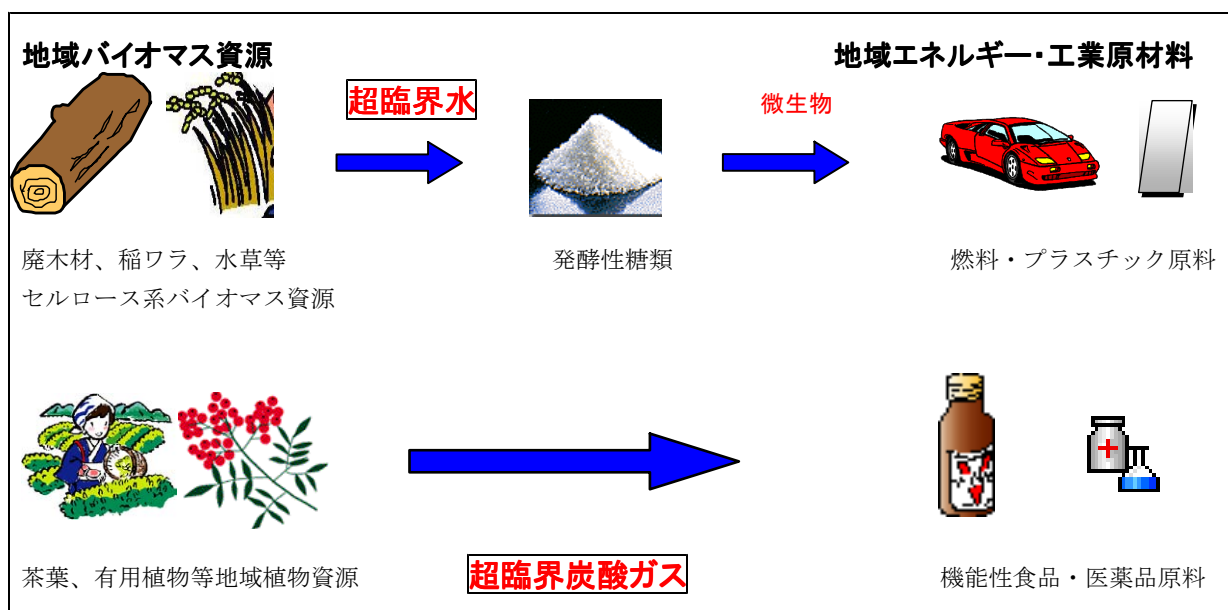 地域バイオマス資源
地域エネルギー・工業原材料
超臨界水
微生物
廃木材、稲ワラ、水草等
セルロース系バイオマス資源
発酵性糖類
燃料・プラスチック原料
茶葉、有用植物等地域植物資源
超臨界炭酸ガス
機能性食品・医薬品原料